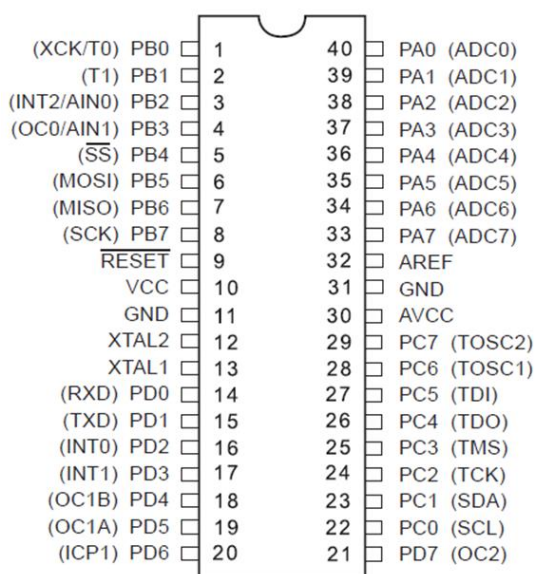 (XCK/T0) PB0 1 40 PA0 (ADC0)
(T1) PB1 2 39 PA1 (ADC1)
(INT2/AIN0) PB2 3 38 PA2 (ADC2)
(OC0/AIN1) PB3 4 37 PA3 (ADC3)
(SS) PB4 5 36 PA4 (ADC4)
(MOSI) PB5 6 35 PA5 (ADC5)
(MISO) PB6 7 34 PA6 (ADC6)
(SCK) PB7 8 33 PA7 (ADC7)
RESET 9 32 AREF
VCC 10 31 GND
GND 11 30 AVCC
XTAL2 12 29 PC7 (TOSC2)
XTAL1 13 28 PC6 (TOSC1)
(RXD) PD0 14 27 PC5 (TDI)
(TXD) PD1 15 26 PC4 (TDO)
(INT0) PD2 16 25 PC3 (TMS)
(INT1) PD3 17 24 PC2 (TCK)
(OC1B) PD4 18 23 PC1 (SDA)
(OC1A) PD5 19 22 PC0 (SCL)
(ICP1) PD6 20 21 PD7 (OC2)